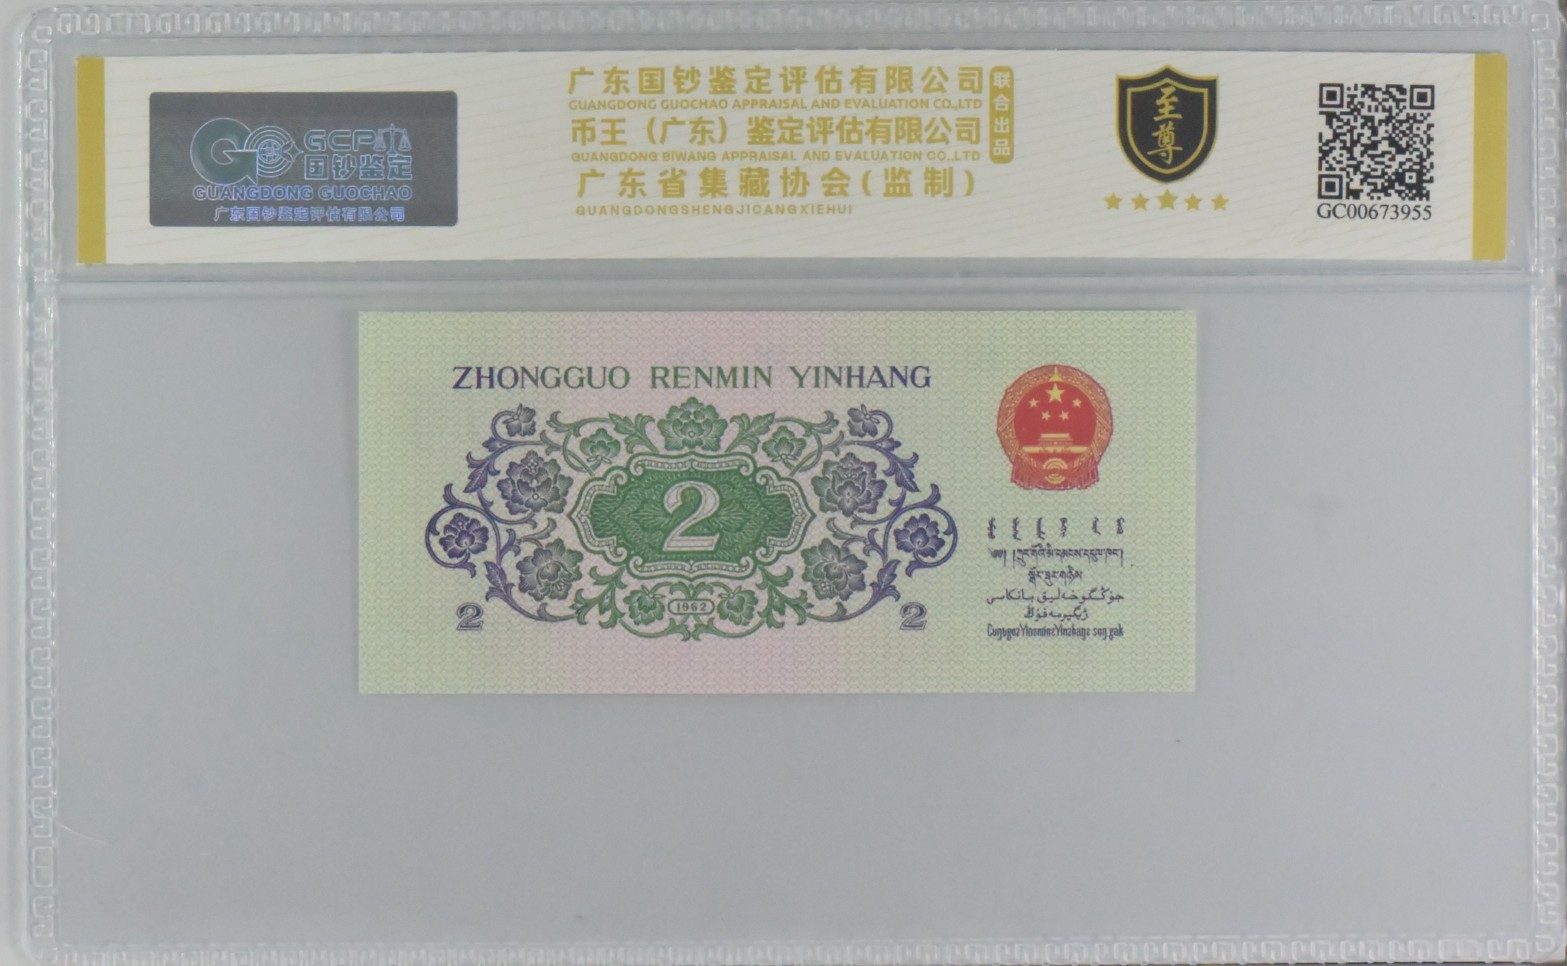 GCP
国钞鉴定
GUANGDONG GUOCHAO
广东国钞鉴定评估有限公司
广东国钞鉴定评估有限公司
GUANGDONG GUOCHAO APPRAISAL AND EVALUATION CO.,LTD
币王（广东）鉴定评估有限公司
GUANGDONG BIWANG APPRAISAL AND EVALUATION CO.,LTD
广东省集藏协会(监制)
GUANGDONGSHENGJICANGXIEHUI
联合出品
至尊
GC00673955
ZHONGGUO RENMIN YINHANG
2
1962
2
2